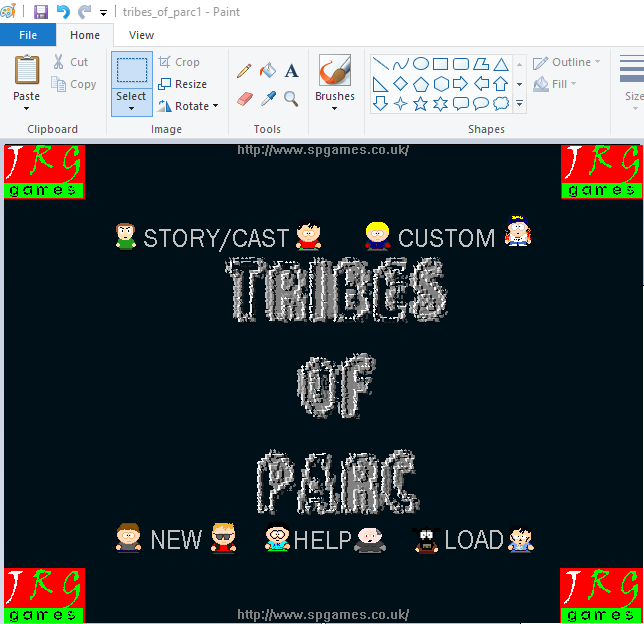 tribes_of_parc1 - Paint
File Home View
Paste
Cut
Copy
Clipboard
Select
Crop
Resize
Rotate
Image
A
Tools
Brushes
Outline
Fill
Shapes
Size
http://www.spgames.co.uk/
JRG
games
JRG
games
STORY/CAST CUSTOM
TRIBES
OF
PARC
NEW HELP LOAD
JRG
games
JRG
games
http://www.spgames.co.uk/